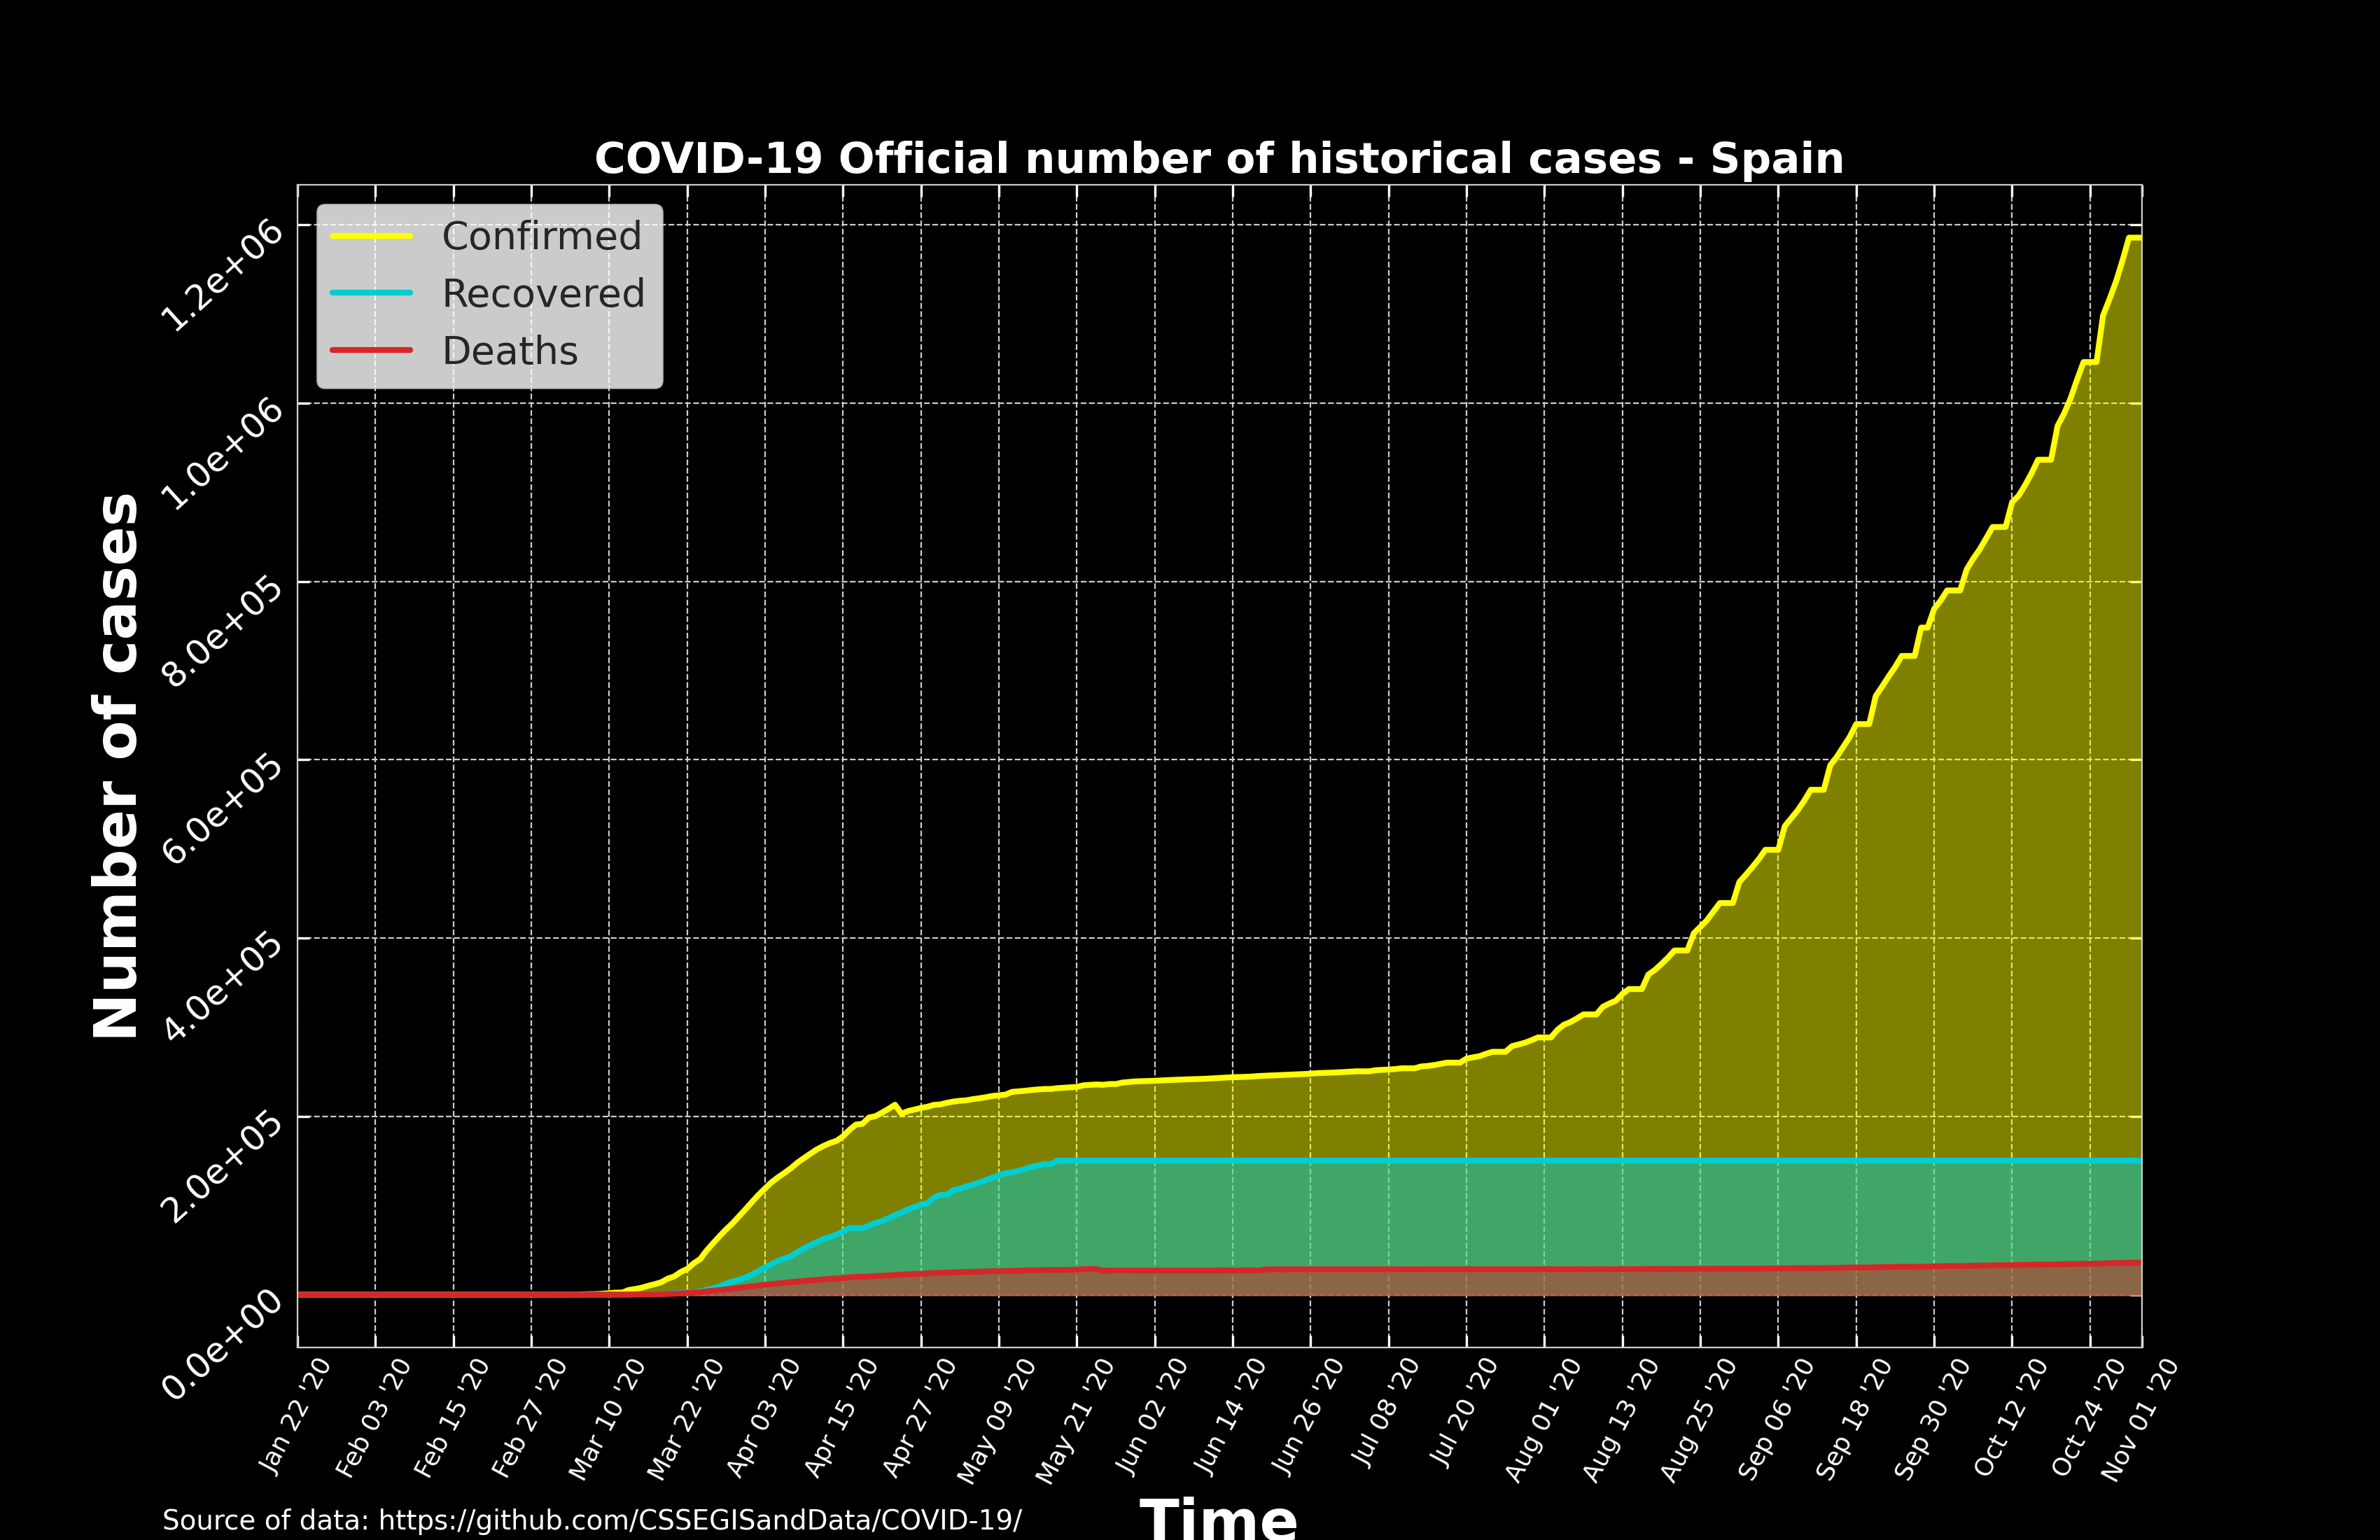 COVID-19 Official number of historical cases - Spain
Confirmed
Recovered
Deaths
Number of cases
1.2e+06
1.0e+06
8.0e+05
6.0e+05
4.0e+05
2.0e+05
0.0e+00
Jan 22 '20
Feb 03 '20
Feb 15 '20
Feb 27 '20
Mar 10 '20
Mar 22 '20
Apr 03 '20
Apr 15 '20
Apr 27 '20
May 09 '20
May 21 '20
Jun 02 '20
Jun 14 '20
Jun 26 '20
Jul 08 '20
Jul 20 '20
Aug 01 '20
Aug 13 '20
Aug 25 '20
Sep 06 '20
Sep 18 '20
Sep 30 '20
Oct 12 '20
Oct 24 '20
Nov 01 '20
Time
Source of data: https://github.com/CSSEGISandData/COVID-19/